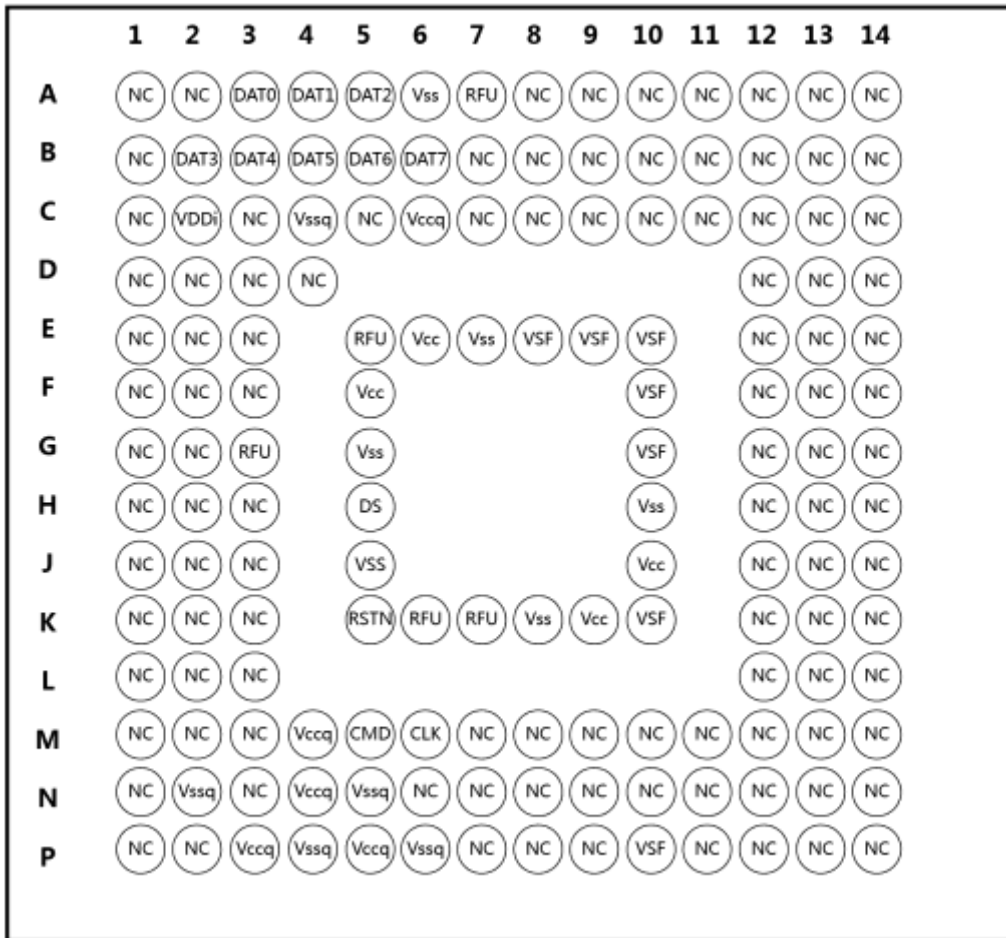 1 2 3 4 5 6 7 8 9 10 11 12 13 14
A NC NC DAT0 DAT1 DAT2 Vss RFU NC NC NC NC NC NC NC
B NC DAT3 DAT4 DAT5 DAT6 DAT7 NC NC NC NC NC NC NC NC
C NC VDDi NC Vssq NC Vccq NC NC NC NC NC NC NC NC
D NC NC NC NC NC NC NC
E NC NC NC RFU Vcc Vss VSF VSF VSF NC NC NC
F NC NC NC Vcc VSF NC NC NC
G NC NC RFU Vss VSF NC NC NC
H NC NC NC DS Vss NC NC NC
J NC NC NC VSS Vcc NC NC NC
K NC NC NC RSTN RFU RFU Vss Vcc VSF NC NC NC
L NC NC NC NC NC NC
M NC NC NC Vccq CMD CLK NC NC NC NC NC NC NC NC
N NC Vssq NC Vccq Vssq NC NC NC NC NC NC NC NC NC
P NC NC Vccq Vssq Vccq Vssq NC NC NC VSF NC NC NC NC